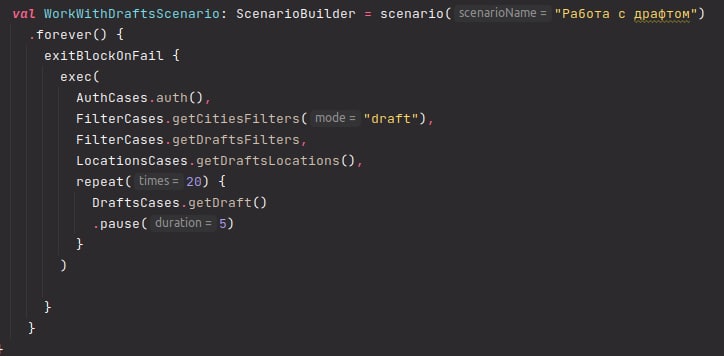 val WorkWithDraftsScenario: ScenarioBuilder = scenario( scenarioName = "Работа с драфтом")
.forever() {
exitBlockOnFail {
exec(
AuthCases.auth(),
FilterCases.getCitiesFilters( mode = "draft"),
FilterCases.getDraftsFilters,
LocationsCases.getDraftsLocations(),
repeat( times = 20) {
DraftsCases.getDraft()
.pause( duration = 5)
}
)
}
}